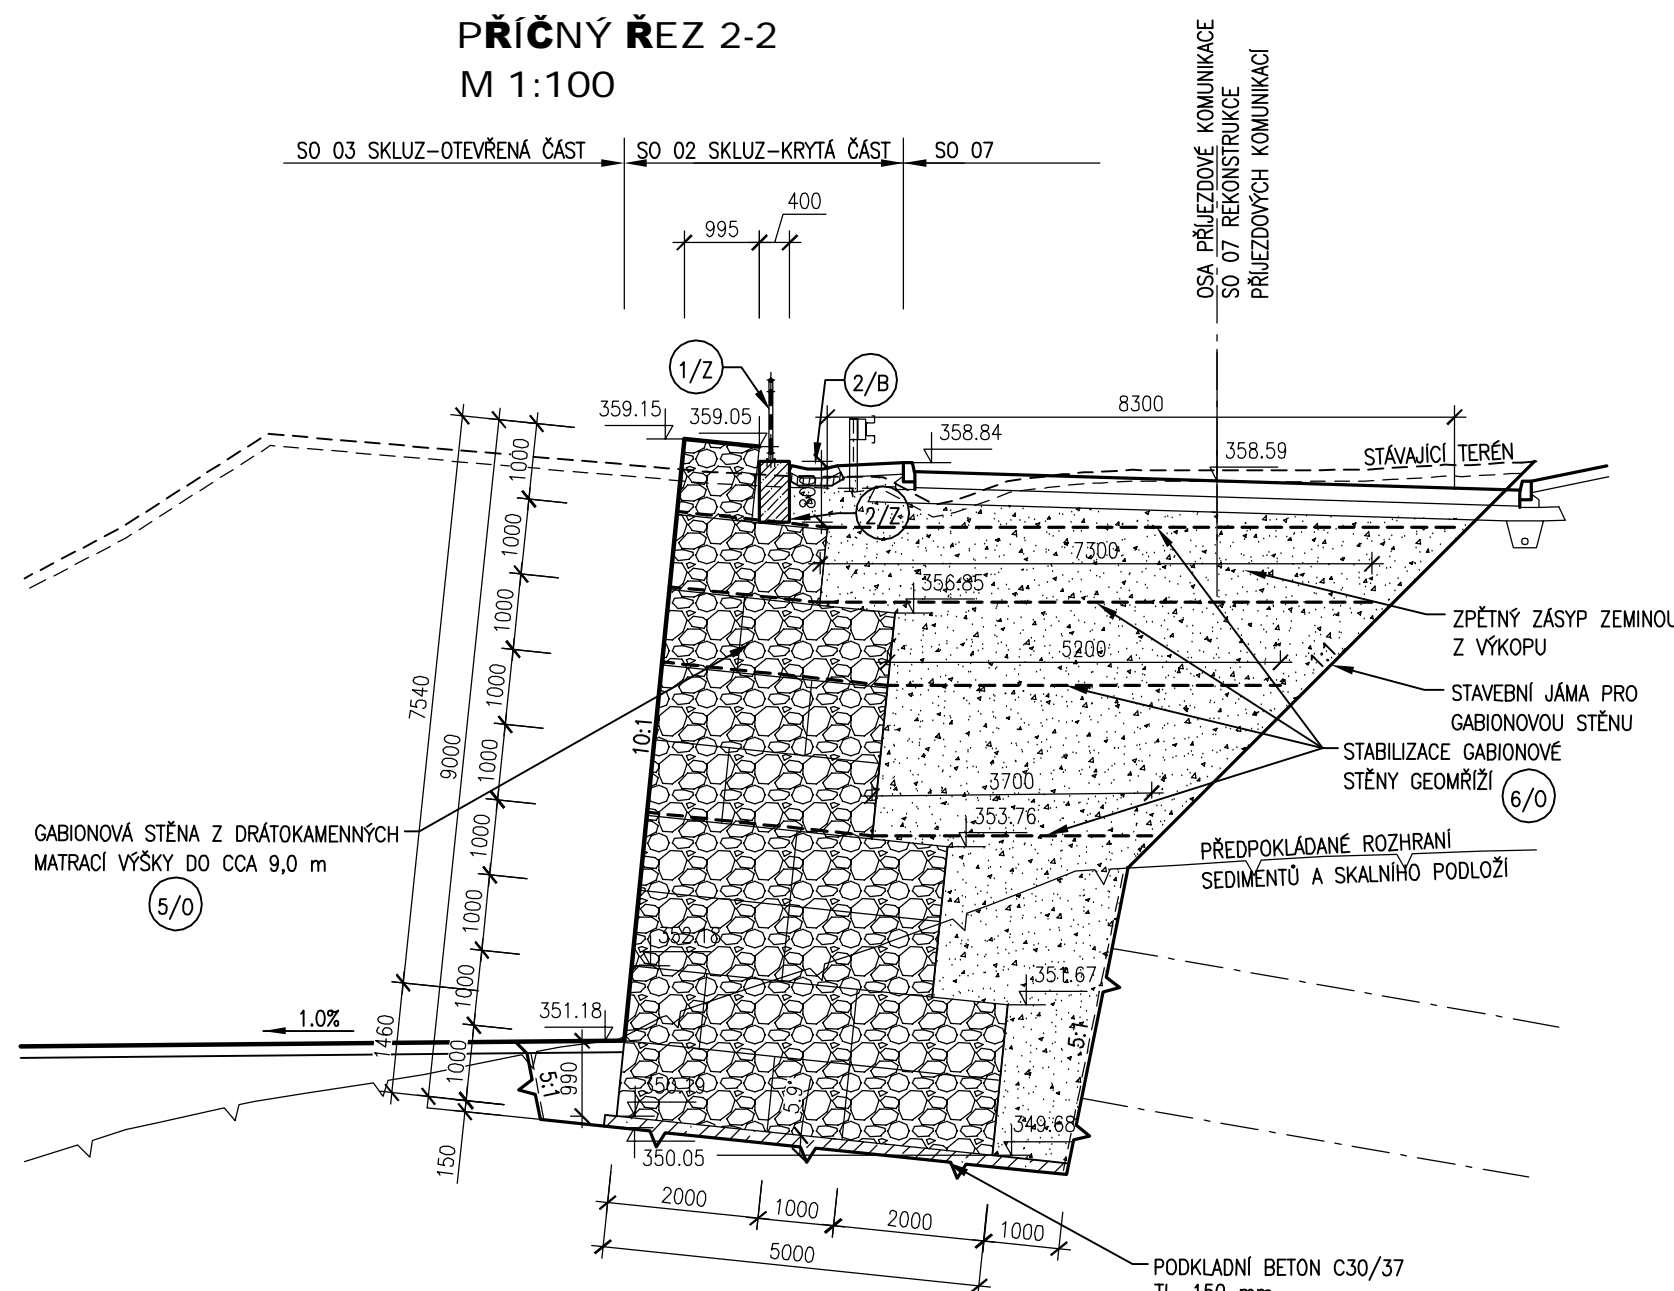 PŘÍČNÝ ŘEZ 2-2
M 1:100
SO 03 SKLUZ-OTEVŘENÁ ČÁST
SO 02 SKLUZ-KRYTÁ ČÁST
SO 07
OSA PŘÍJEZDOVÉ KOMUNIKACE
SO 07 REKONSTRUKCE
PŘÍJEZDOVÝCH KOMUNIKACÍ
400
995
1/Z
2/B
359.15
359.05
8300
358.84
358.59
STÁVAJÍCÍ TERÉN
800
2/Z
7300
356.85
ZPĚTNÝ ZÁSYP ZEMINOU
Z VÝKOPU
5200
1:1
STAVEBNÍ JÁMA PRO
GABIONOVOU STĚNU
STABILIZACE GABIONOVÉ
STĚNY GEOMŘÍŽÍ
6/0
10:1
3700
353.76
PŘEDPOKLÁDANÉ ROZHRANÍ
SEDIMENTŮ A SKALNÍHO PODLOŽÍ
GABIONOVÁ STĚNA Z DRÁTOKAMENNÝCH
MATRACÍ VÝŠKY DO CCA 9,0 m
5/0
7540
9000
1460
1000
1000
1000
1000
1000
1000
1000
1000
1000
150
352.18
351.67
351.18
1.0%
5:1
990
5:1
350.19
5.9°
349.68
350.05
2000
1000
2000
1000
5000
PODKLADNÍ BETON C30/37
TL. 150 mm